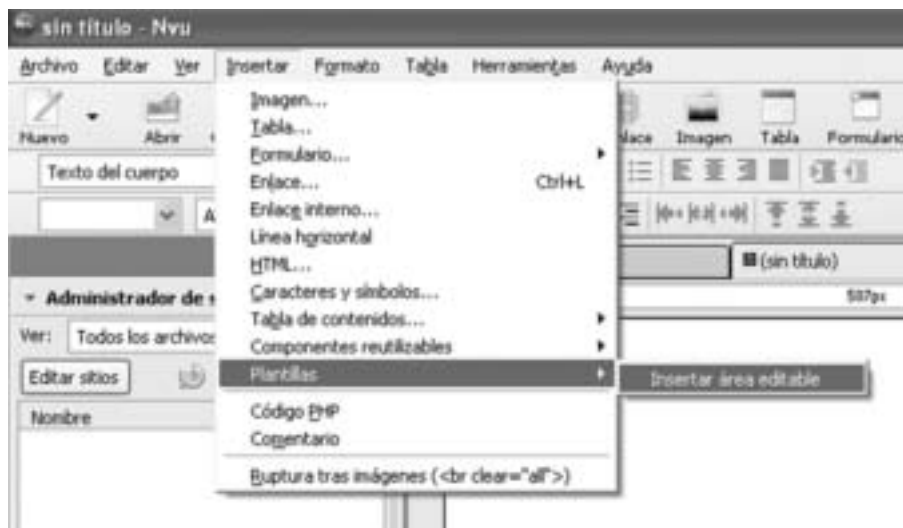 sin título - Nvu
Archivo Editar Ver Insertar Formato Tabla Herramientas Ayuda
Nuevo Abrir lace Imagen Tabla Formulario
Texto del cuerpo
Imagen...
Tabla...
Formulario...
Enlace... Ctrl+L
Enlace interno...
Línea horizontal
HTML...
Caracteres y símbolos...
Tabla de contenidos...
Componentes reutilizables
Plantillas
Insertar área editable
Código PHP
Comentario
Ruptura tras imágenes (<br clear="all">)
(sin título)
507px
Administrador de s
Ver: Todos los archivos
Editar sitios
Nombre